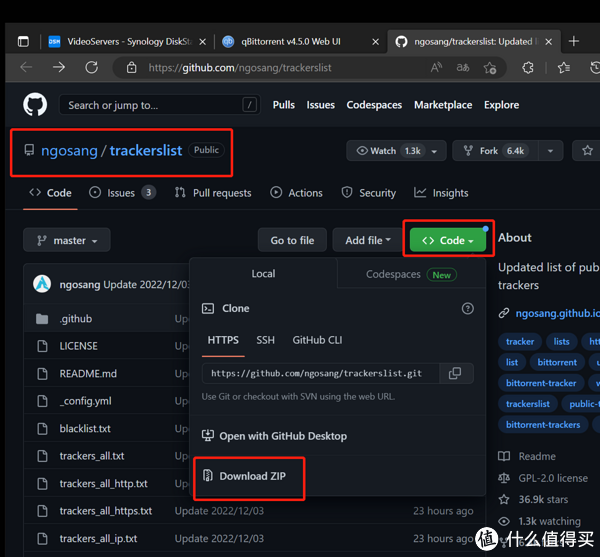 VideoServers - Synology DiskSta
qBittorrent v4.5.0 Web UI
ngosang/trackerslist: Updated l
https://github.com/ngosang/trackerslist
Search or jump to...
/
Pulls
Issues
Codespaces
Marketplace
Explore
ngosang / trackerslist
Public
Watch 1.3k
Fork 6.4k
Code
Issues 3
Pull requests
Actions
Security
Insights
master
Go to file
Add file
Code
About
Local
Codespaces New
Updated list of pub
trackers
ngosang Update 2022/12/03
ngosang.github.io
Clone
.github
HTTPS
SSH
GitHub CLI
tracker
lists
LICENSE
list
bittorrent
README.md
https://github.com/ngosang/trackerslist.git
bittorrent-tracker
_config.yml
Use Git or checkout with SVN using the web URL.
trackerslist
public-t
blacklist.txt
bittorrent-trackers
Open with GitHub Desktop
trackers_all.txt
Readme
trackers_all_http.txt
Download ZIP
GPL-2.0 license
36.9k stars
trackers_all_https.txt
Update 2022/12/03
23 hours ago
1.3k watching
trackers_all_ip.txt
Update 2022/12/03
23 hours ago
值 什么值得买